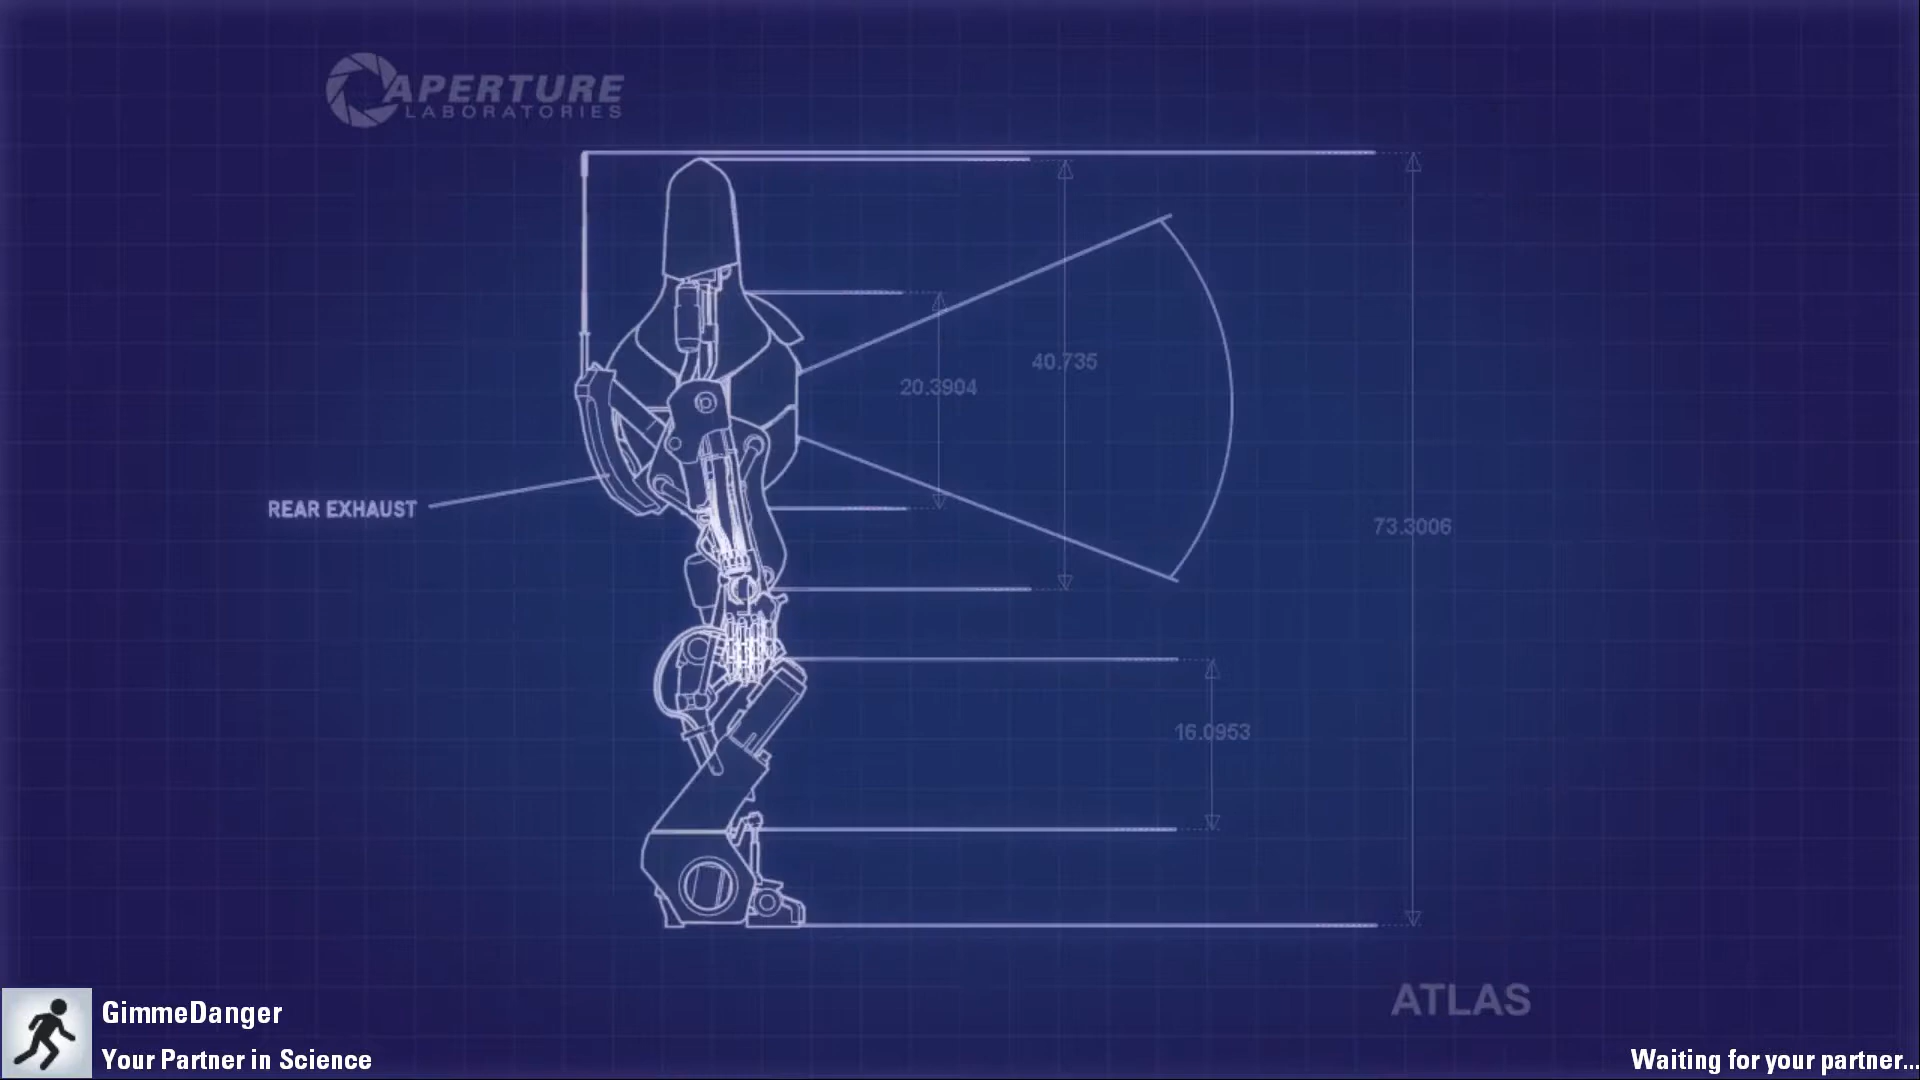 APERTURE
LABORATORIES
40.735
20.3904
REAR EXHAUST
73.3006
16.0953
ATLAS
GimmeDanger
Your Partner in Science
Waiting for your partner...